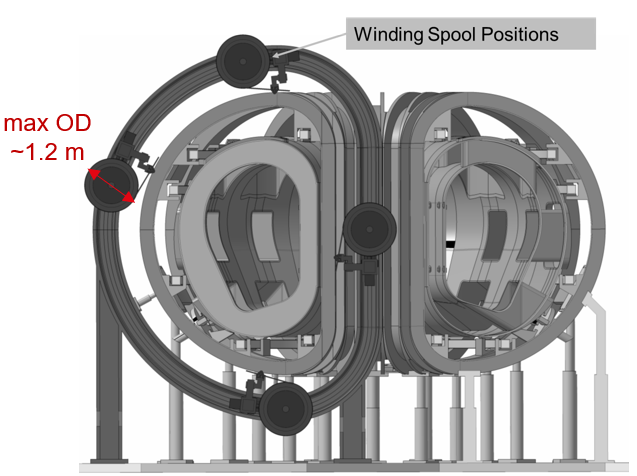 Winding Spool Positions
max OD
~1.2 m